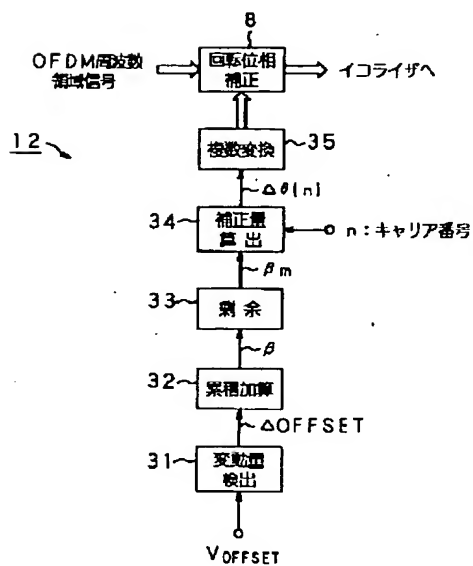 8
OFDM周波数
領域信号
回転位相
補正
イコライザへ
12
複数変換
35
Δθ(n)
34
補正量
算出
n:キャリア番号
βm
33
剰余
β
32
累積加算
ΔOFFSET
31
変動量
検出
VOFFSET